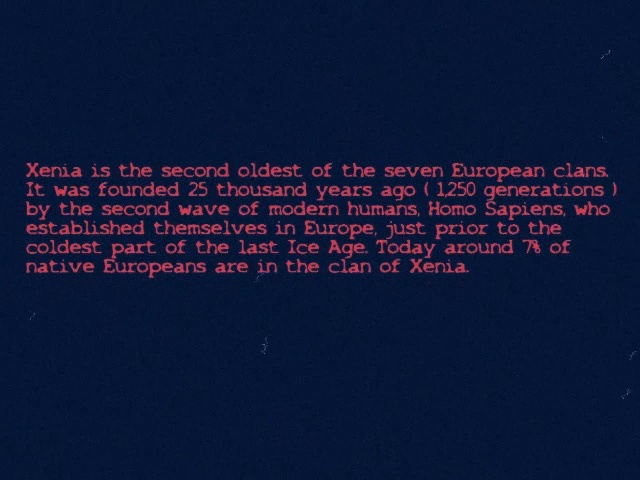 Xenia is the second oldest of the seven European clans.
It was founded 25 thousand years ago ( 1,250 generations )
by the second wave of modern humans, Homo Sapiens, who
established themselves in Europe, just prior to the
coldest part of the last Ice Age. Today around 7% of
native Europeans are in the clan of Xenia.